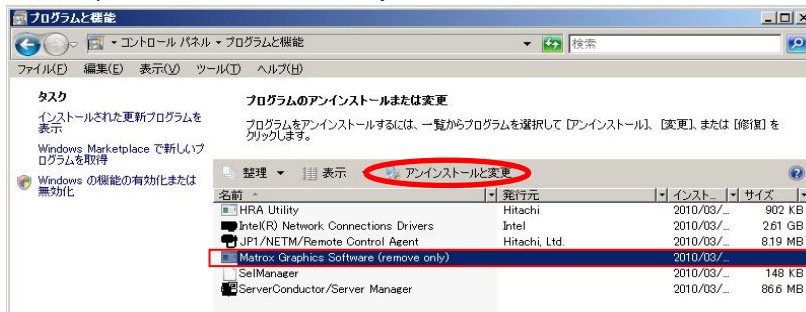 プログラムと機能
コントロール パネル ▾ プログラムと機能
検索
ファイル(F) 編集(E) 表示(V) ツール(T) ヘルプ(H)
タスク
インストールされた更新プログラムを
表示
Windows Marketplace で新しいプ
ログラムを取得
Windows の機能の有効化または
無効化
プログラムのアンインストールまたは変更
プログラムをアンインストールするには、一覧からプログラムを選択して [アンインストール]、[変更]、または [修復] を
クリックします。
整理 表示 アンインストールと変更
名前 発行元 インスト... サイズ
HRA Utility Hitachi 2010/03/... 902 KB
Intel(R) Network Connections Drivers Intel 2010/03/... 2.61 GB
JP1/NETM/Remote Control Agent Hitachi, Ltd. 2010/03/... 8.19 MB
Matrox Graphics Software (remove only) 2010/03/...
SelManager 2010/03/... 148 KB
ServerConductor/Server Manager 2010/03/... 86.6 MB